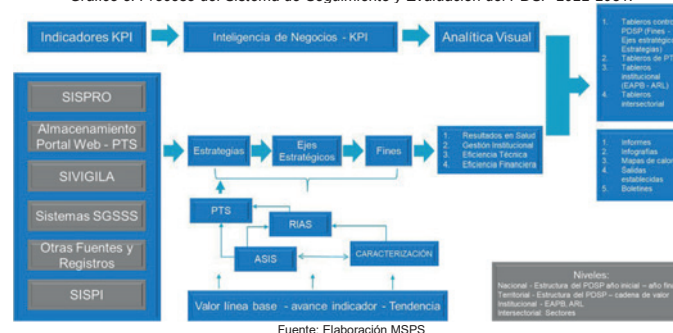 Indicadores KPI
Inteligencia de Negocios - KPI
Analítica Visual
1. Tableros control
PDSP (Fines -
Ejes estratégicos
Estrategias)
2. Tableros de PTS
3. Tableros
institucional
(EAPB - ARL)
4. Tableros
intersectorial
SISPRO
Almacenamiento
Portal Web - PTS
SIVIGILA
Sistemas SGSSS
Otras Fuentes y
Registros
SISPI
Estrategias
Ejes
Estratégicos
Fines
1. Resultados en Salud
2. Gestión Institucional
3. Eficiencia Técnica
4. Eficiencia Financiera
1. Informes
2. Infografías
3. Mapas de calor
4. Salidas
establecidas
5. Boletines
PTS
RIAS
ASIS
CARACTERIZACIÓN
Valor línea base - avance indicador - Tendencia
Niveles:
Nacional - Estructura del PDSP año inicial – año
Territorial - Estructura del PDSP – cadena de valor
Institucional - EAPB, ARL
Intersectorial: Sectores
Fuente: Elaboración MSPS